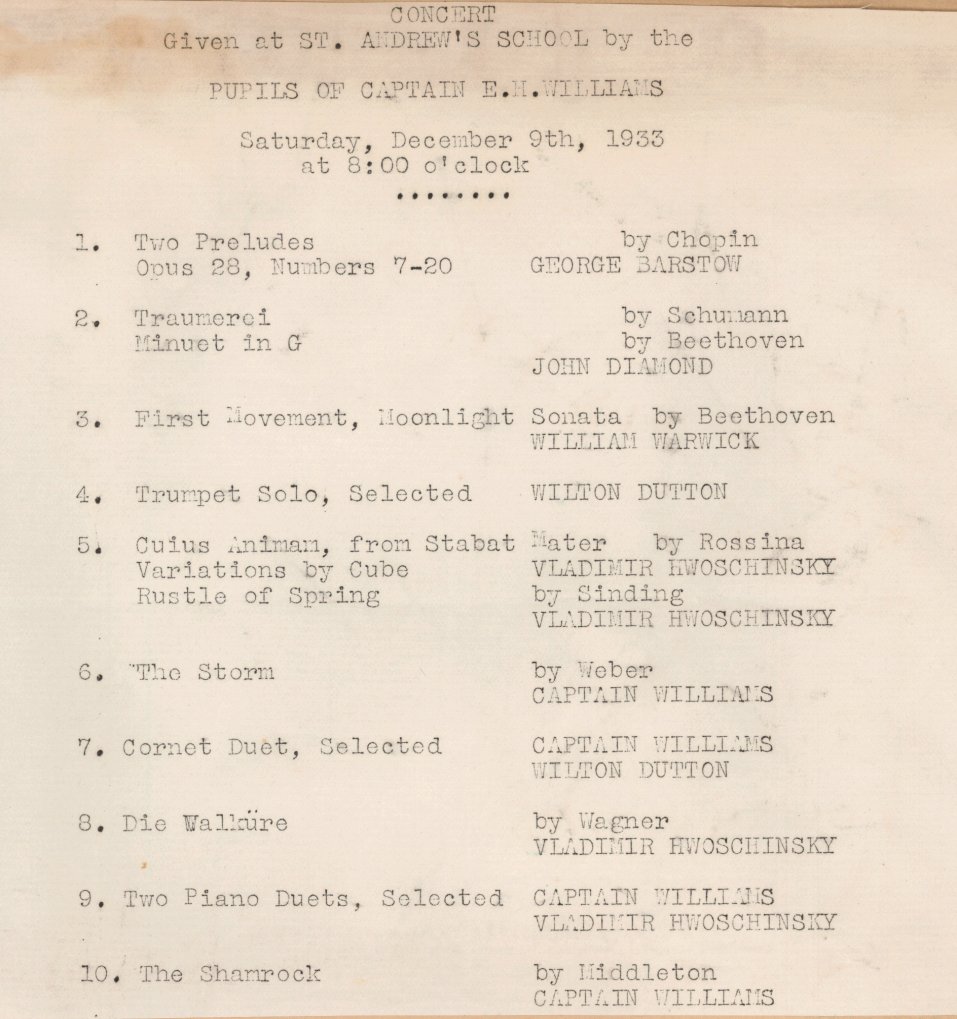 CONCERT
Given at ST. ANDREW'S SCHOOL by the
PUPILS OF CAPTAIN E.H.WILLIAMS
Saturday, December 9th, 1933
at 8:00 o'clock
........
1. Two Preludes by Chopin
Opus 28, Numbers 7-20 GEORGE BARSTOW
2. Traumerei by Schumann
Minuet in G by Beethoven
JOHN DIAMOND
3. First Movement, Moonlight Sonata by Beethoven
WILLIAM WARWICK
4. Trumpet Solo, Selected WILTON DUTTON
5. Cuius Animam, from Stabat Mater by Rossina
Variations by Cube VLADIMIR HWOSCHINSKY
Rustle of Spring by Sinding
VLADIMIR HWOSCHINSKY
6. "The Storm by Weber
CAPTAIN WILLIAMS
7. Cornet Duet, Selected CAPTAIN WILLIAMS
WILTON DUTTON
8. Die Walküre by Wagner
VLADIMIR HWOSCHINSKY
9. Two Piano Duets, Selected CAPTAIN WILLIAMS
VLADIMIR HWOSCHINSKY
10. The Shamrock by Middleton
CAPTAIN WILLIAMS